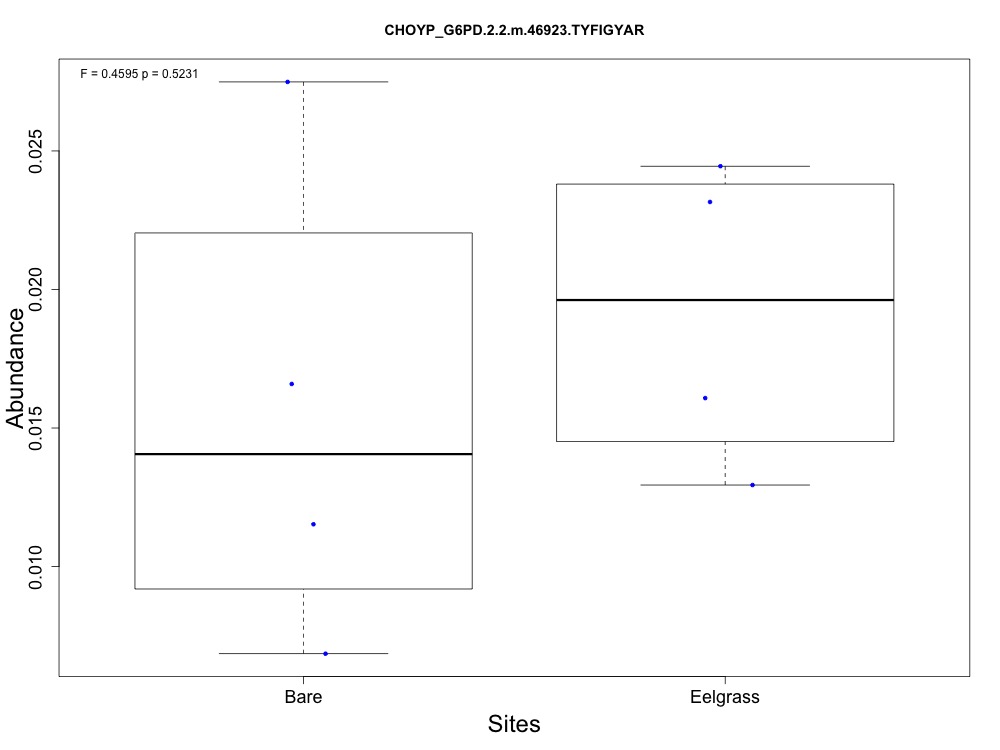 CHOYP_G6PD.2.2.m.46923.TYFIGYAR
F = 0.4595 p = 0.5231
0.025
0.020
0.015
0.010
Abundance
Bare
Eelgrass
Sites